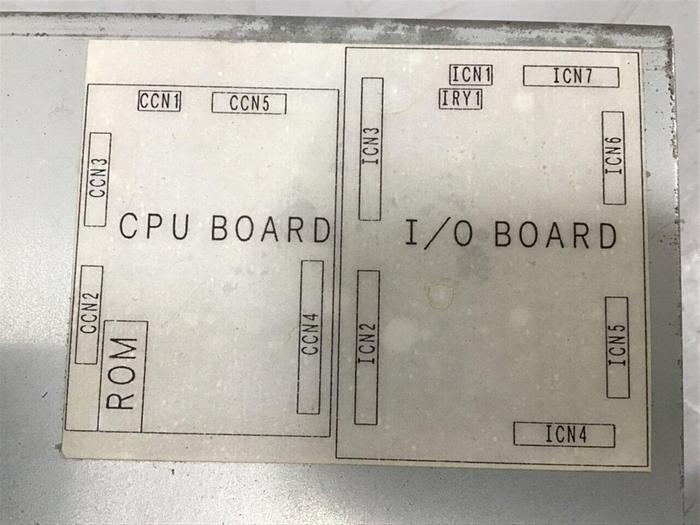 CCN1
CCN5
CCN3
CPU BOARD
CCN2
CCN4
ROM
ICN1
ICN7
IRY1
ICN3
ICN6
I/O BOARD
ICN2
ICN5
ICN4